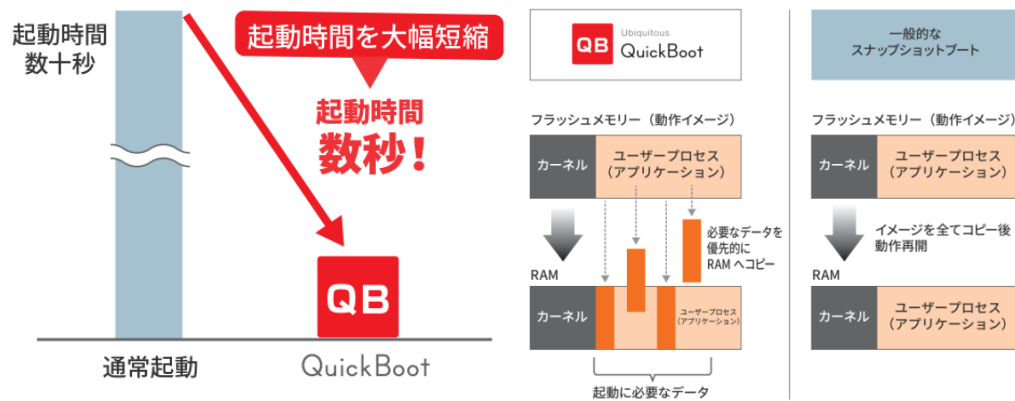 起動時間
数十秒
起動時間を大幅短縮
起動時間
数秒！
QB
通常起動
QuickBoot
QB
Ubiquitous
QuickBoot
フラッシュメモリー（動作イメージ）
カーネル
ユーザープロセス
（アプリケーション）
必要なデータを
優先的に
RAM へコピー
RAM
カーネル
ユーザープロセス
（アプリケーション）
起動に必要なデータ
一般的な
スナップショットブート
フラッシュメモリー（動作イメージ）
カーネル
ユーザープロセス
（アプリケーション）
イメージを全てコピー後
動作再開
RAM
カーネル
ユーザープロセス
（アプリケーション）